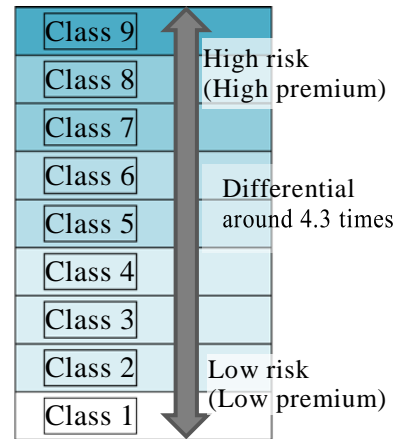 Class 9
High risk
(High premium)
Class 8
Class 7
Class 6
Differential
around 4.3 times
Class 5
Class 4
Class 3
Class 2
Low risk
(Low premium)
Class 1